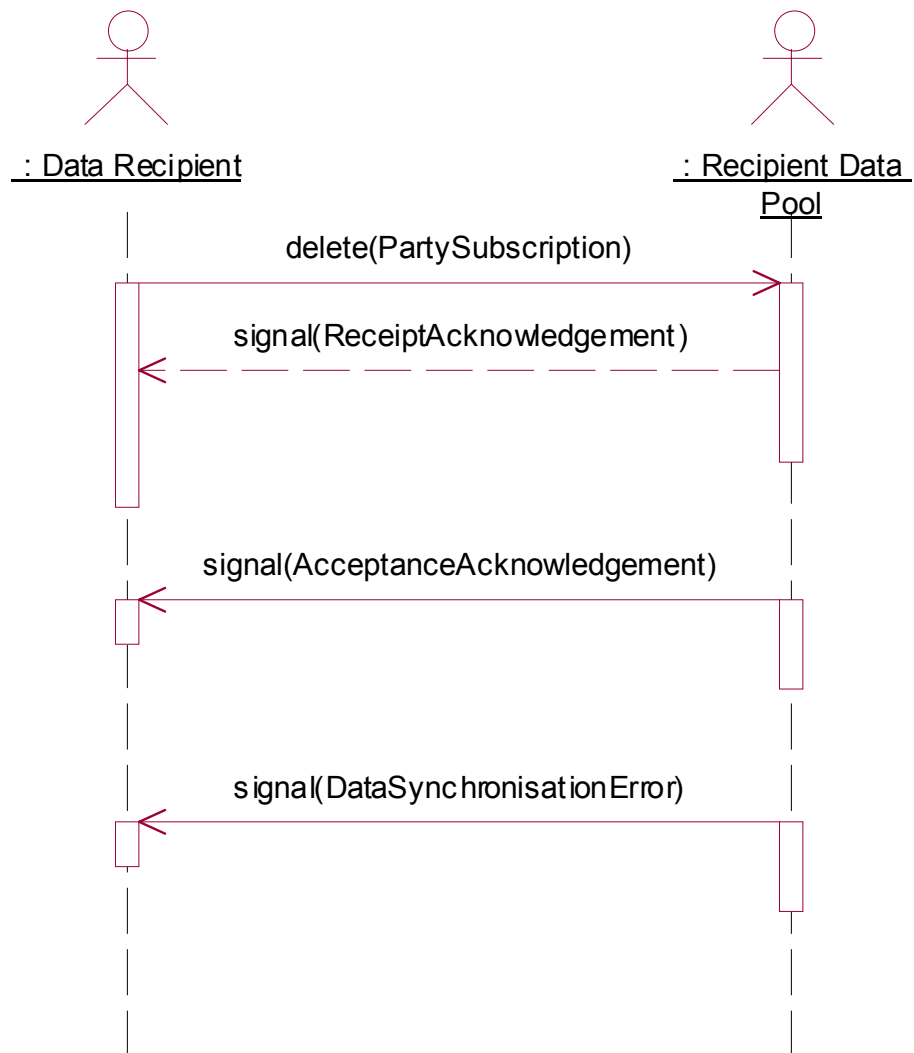 : Data Recipient
: Recipient Data
Pool
delete(PartySubscription)
signal(ReceiptAcknowledgement)
signal(AcceptanceAcknowledgement)
signal(DataSynchronisationError)